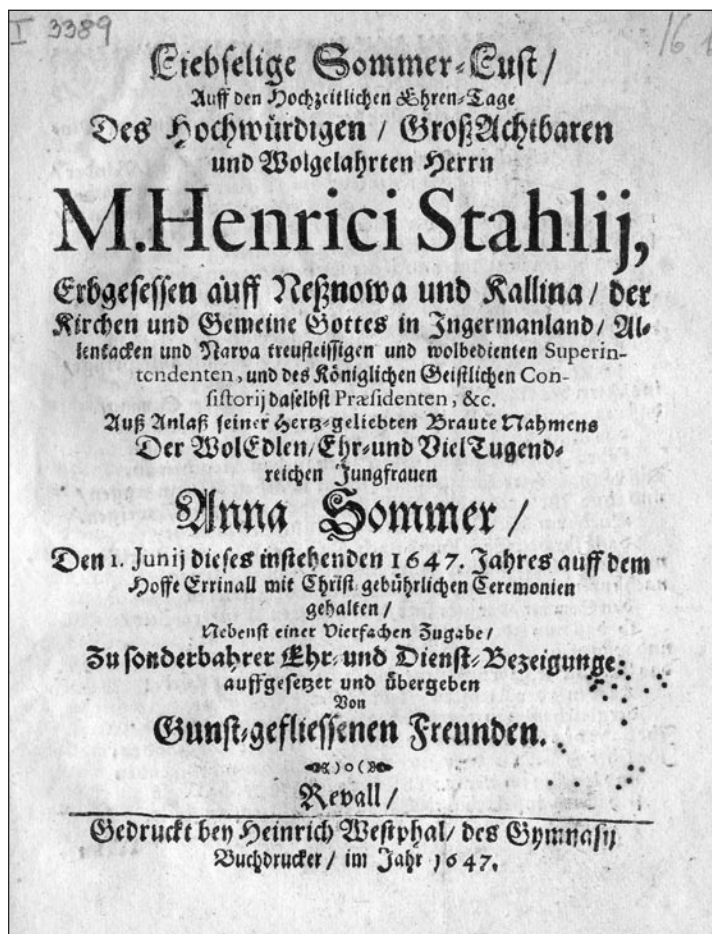 I 3389
16
Liebselige Sommer-Lust /
Auff den Hochzeitlichen Ehren-Tage
Des Hochwürdigen / GroßAchtbaren
und Wolgelahrten Herrn
M. Henrici Stahlij,
Erbgesessen auff Neßnowa und Kallina / der
Kirchen und Gemeine Gottes in Ingermanland / Al-
lentacken und Narva treufleissigen und wolbedienten Superin-
tendenten, und des Königlichen Geistlichen Con-
sistorij daselbst Præsidenten, &c.
Auß Anlaß seiner Hertz-geliebten Braute Nahmens
Der WolEdlen / Ehr- und VielTugend-
reichen Jungfrauen
Anna Sommer /
Den 1. Junij dieses instehenden 1647. Jahres auff dem
Hoffe Errinall mit Christ gebührlichen Ceremonien
gehalten /
Nebenst einer Vierfachen Zugabe /
Zu sonderbahrer Ehr- und Dienst-Bezeigunge:
auffgesetzet und übergeben
Von
Gunst-gefliessenen Freunden.
Revall /
Gedruckt bey Heinrich Westphal / des Gymnasij
Buchdrucker / im Jahr 1647.